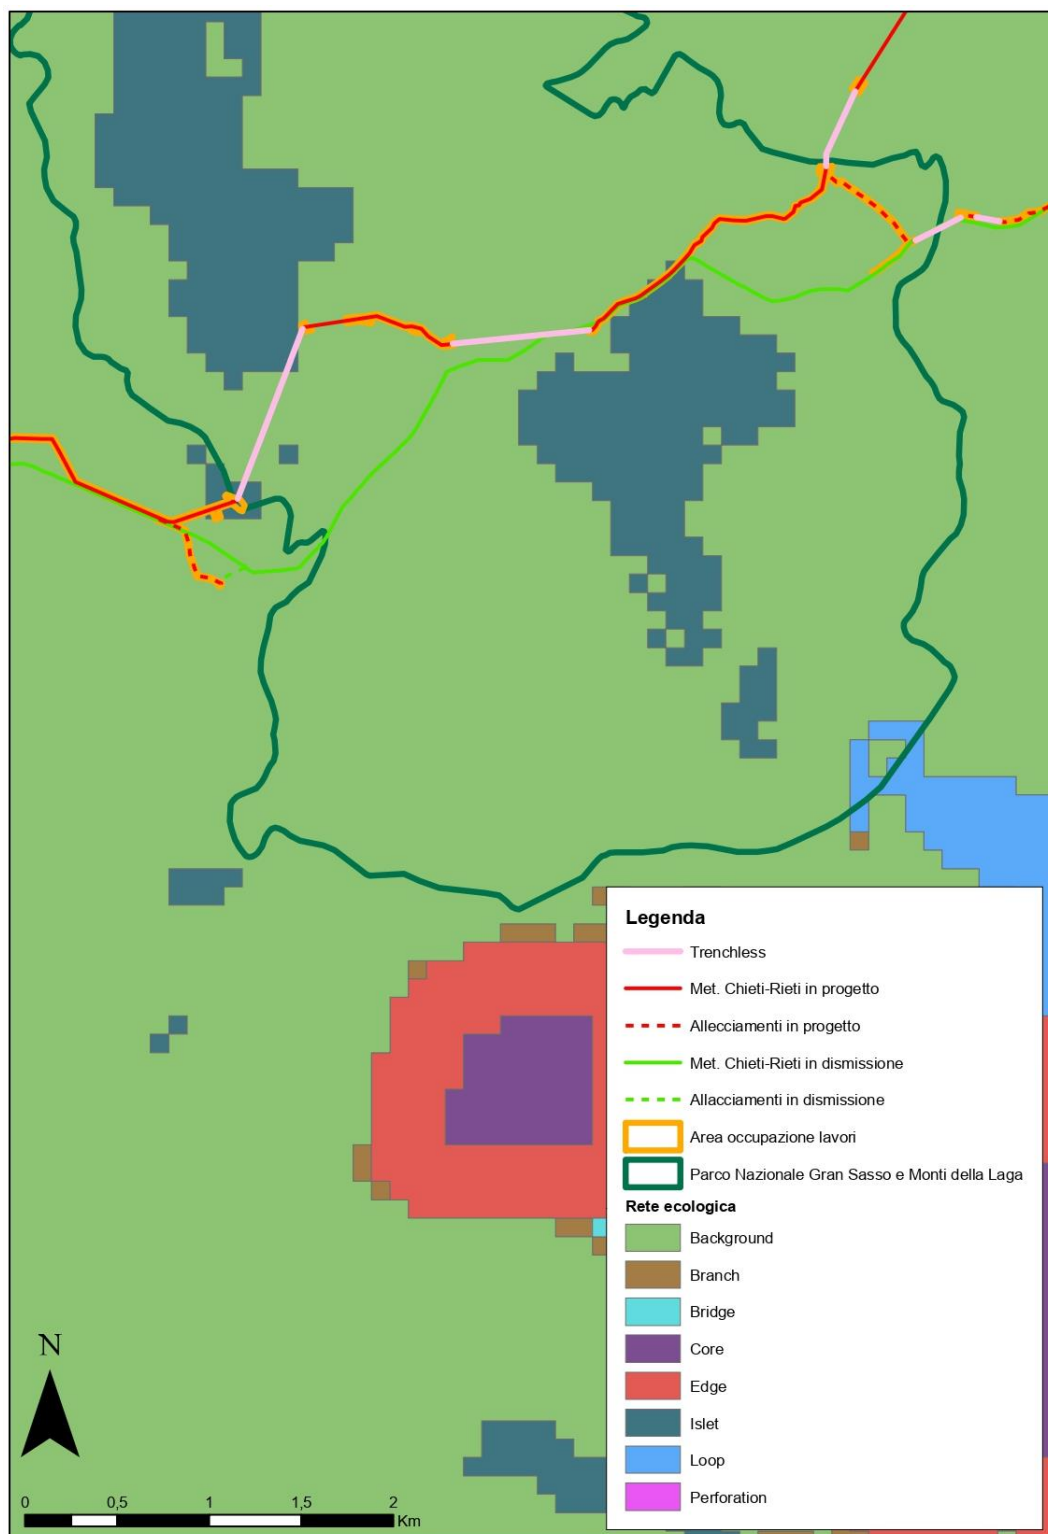 Legenda
Trenchless
Met. Chieti-Rieti in progetto
Allecciamenti in progetto
Met. Chieti-Rieti in dismissione
Allacciamenti in dismissione
Area occupazione lavori
Parco Nazionale Gran Sasso e Monti della Laga
Rete ecologica
Background
Branch
Bridge
Core
Edge
Islet
Loop
Perforation
N
0 0,5 1 1,5 2
Km